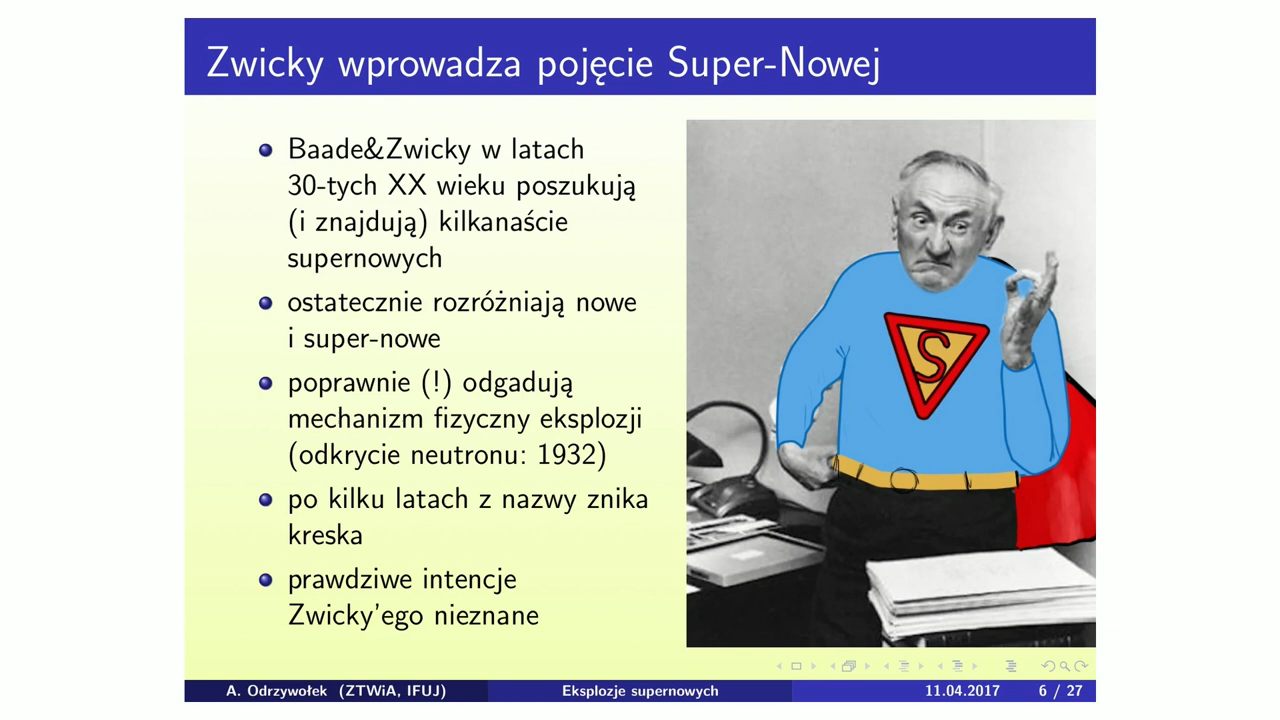 Zwicky wprowadza pojęcie Super-Nowej
Baade&Zwicky w latach
30-tych XX wieku poszukują
(i znajdują) kilkanaście
supernowych
ostatecznie rozróżniają nowe
i super-nowe
poprawnie (!) odgadują
mechanizm fizyczny eksplozji
(odkrycie neutronu: 1932)
po kilku latach z nazwy znika
kreska
prawdziwe intencje
Zwicky'ego nieznane
S
A. Odrzywołek (ZTWiA, IFUJ)
Eksplozje supernowych
11.04.2017
6 / 27